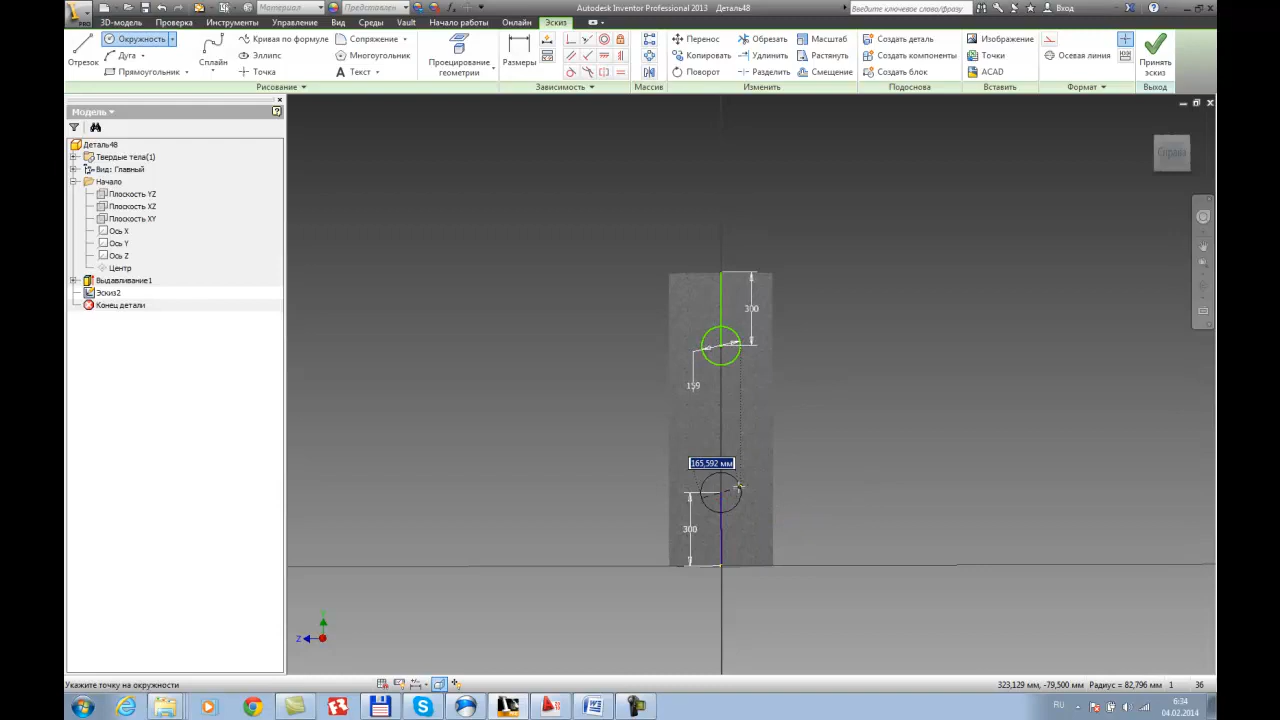 Материал
Представлен
Autodesk Inventor Professional 2013 Деталь48
Введите ключевое слово/фразу
Вход
PRO
3D-модель Проверка Инструменты Управление Вид Среды Vault Начало работы Онлайн Эскиз
Отрезок
Окружность
Дуга
Прямоугольник
Сплайн
Кривая по формуле
Эллипс
Точка
Сопряжение
Многоугольник
Текст
Проецирование геометрии
Рисование
Размеры
Зависимость
Массив
Перенос
Копировать
Поворот
Обрезать
Удлинить
Разделить
Масштаб
Растянуть
Смещение
Изменить
Создать деталь
Создать компоненты
Создать блок
Подоснова
Изображение
Точки
ACAD
Вставить
Осевая линия
Формат
Принять эскиз
Выход
Модель
Деталь48
Твердые тела(1)
Вид: Главный
Начало
Плоскость YZ
Плоскость XZ
Плоскость XY
Ось X
Ось Y
Ось Z
Центр
Выдавливание1
Эскиз2
Конец детали
Справа
300
159
165,592 мм
300
Z
Укажите точку на окружности
323,129 мм, -79,500 мм Радиус = 82,796 мм 1 36
RU
6:34
04.02.2014